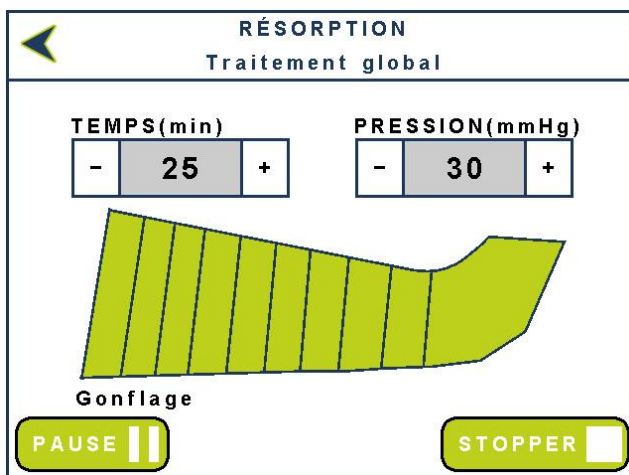 RÉSORPTION
Traitement global
TEMPS(min) PRESSION(mmHg)
- 25 + - 30 +
Gonflage
PAUSE STOPPER